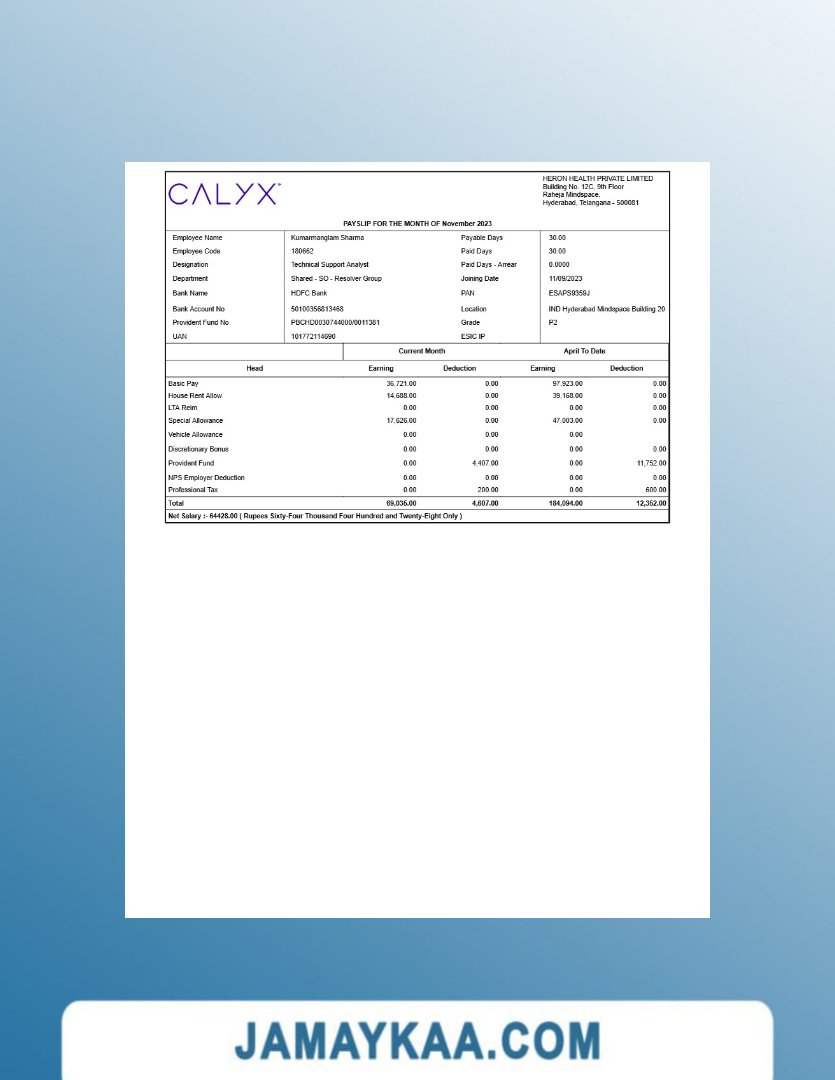 CALYX
HERON HEALTH PRIVATE LIMITED
Building No. 12C, 9th Floor
Raheja Mindspace,
Hyderabad, Telangana - 500081
PAYSLIP FOR THE MONTH OF November 2023
Employee Name Kumarmanglam Sharma Payable Days 30.00
Employee Code 180662 Paid Days 30.00
Designation Technical Support Analyst Paid Days - Arrear 0.0000
Department Shared - SO - Resolver Group Joining Date 11/09/2023
Bank Name HDFC Bank PAN ESAPS9359J
Bank Account No 50100356813468 Location IND Hyderabad Mindspace Building 20
Provident Fund No PBCHD0030744000/0011381 Grade P2
UAN 101772114690 ESIC IP
Current Month April To Date
Head Earning Deduction Earning Deduction
Basic Pay 36,721.00 0.00 97,923.00 0.00
House Rent Allow 14,688.00 0.00 39,168.00 0.00
LTA Reim 0.00 0.00 0.00 0.00
Special Allowance 17,626.00 0.00 47,003.00 0.00
Vehicle Allowance 0.00 0.00 0.00
Discretionary Bonus 0.00 0.00 0.00 0.00
Provident Fund 0.00 4,407.00 0.00 11,752.00
NPS Employer Deduction 0.00 0.00 0.00 0.00
Professional Tax 0.00 200.00 0.00 600.00
Total 69,035.00 4,607.00 184,094.00 12,352.00
Net Salary :- 64428.00 ( Rupees Sixty-Four Thousand Four Hundred and Twenty-Eight Only )
JAMAYKAA.COM